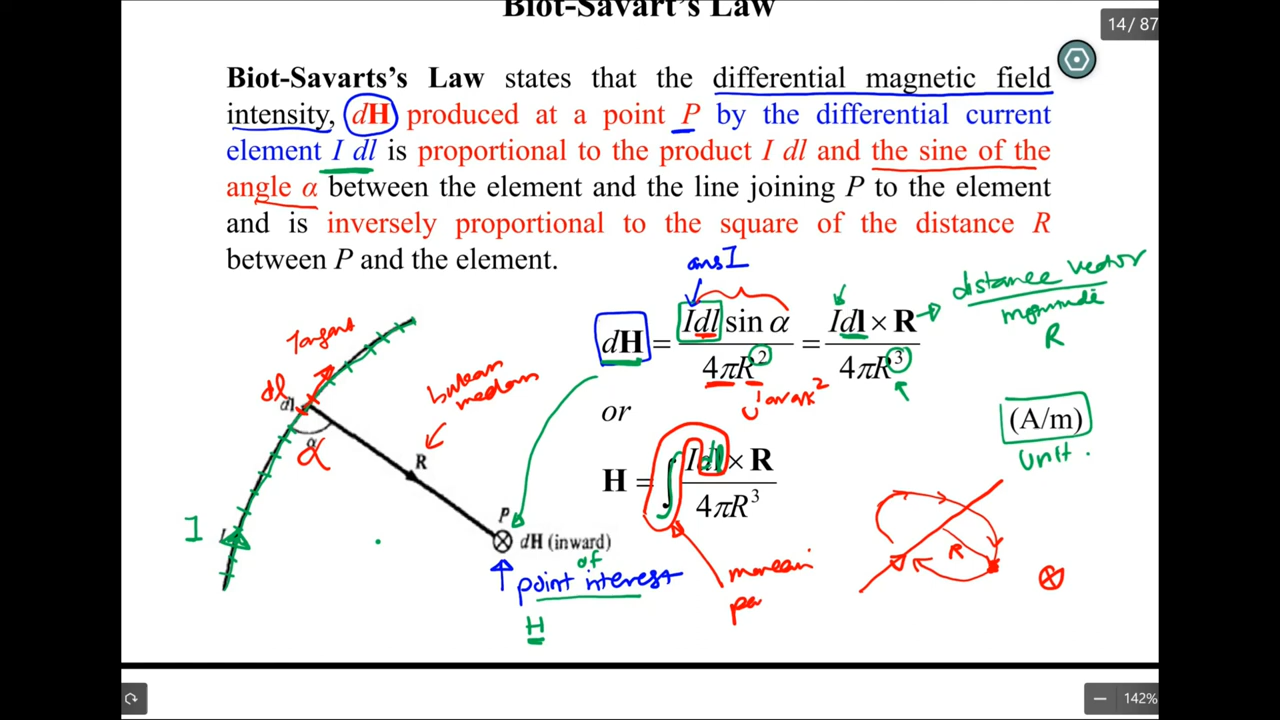 Biot-Savart's Law
14 / 87
Biot-Savarts's Law states that the differential magnetic field
intensity, dH produced at a point P by the differential current
element I dl is proportional to the product I dl and the sine of the
angle α between the element and the line joining P to the element
and is inversely proportional to the square of the distance R
between P and the element.
ans I
distance vector
magnitude
R
Tangent
dH = Idl sin α / 4πR² = Idl × R / 4πR³
dl
dl
α
α
R
or
(A/m)
unit.
H = ∫ Idl × R / 4πR³
I
P
dH (inward)
of
point interest
H
R
142%